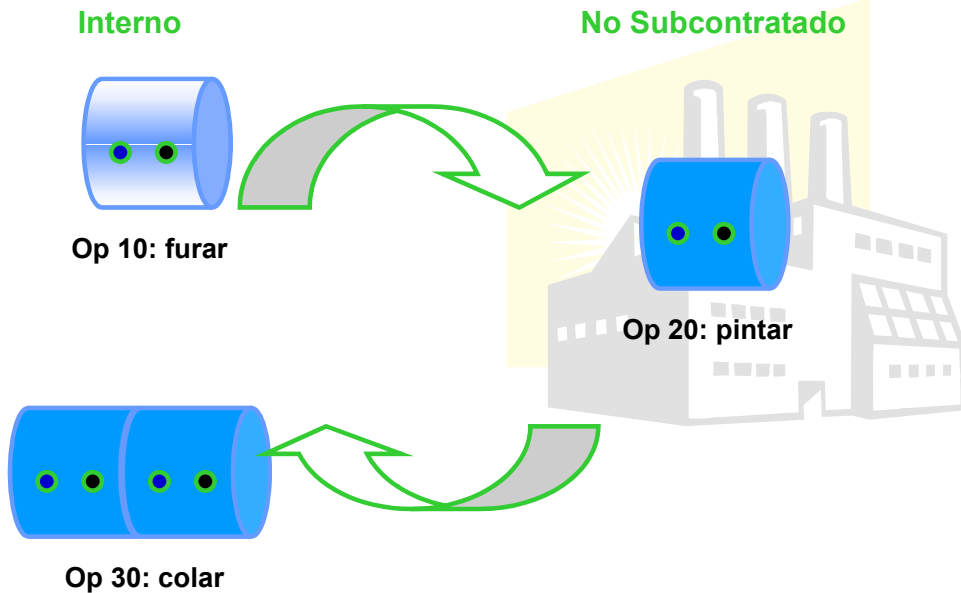 Interno
No Subcontratado
Op 10: furar
Op 20: pintar
Op 30: colar